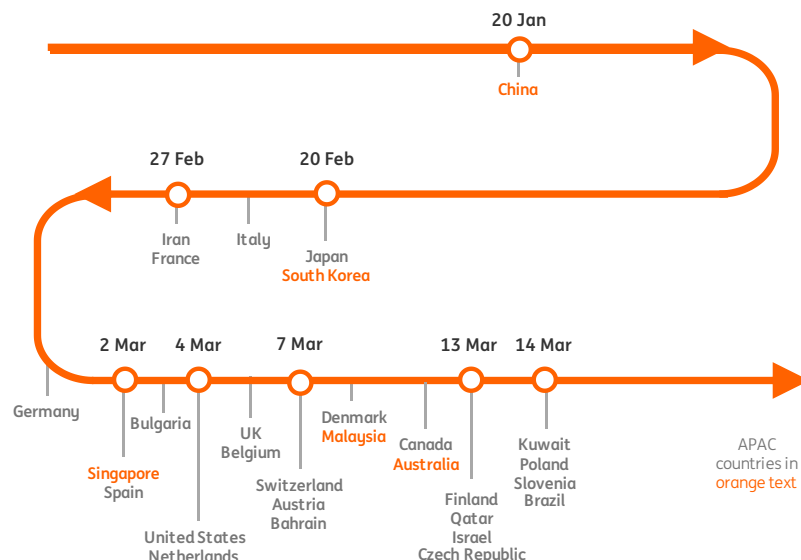 20 Jan
China
27 Feb
20 Feb
Iran
France
Italy
Japan
South Korea
2 Mar
4 Mar
7 Mar
13 Mar
14 Mar
Germany
Singapore
Spain
Bulgaria
United States
Netherlands
UK
Belgium
Switzerland
Austria
Bahrain
Denmark
Malaysia
Canada
Australia
Finland
Qatar
Israel
Czech Republic
Kuwait
Poland
Slovenia
Brazil
APAC
countries in
orange text